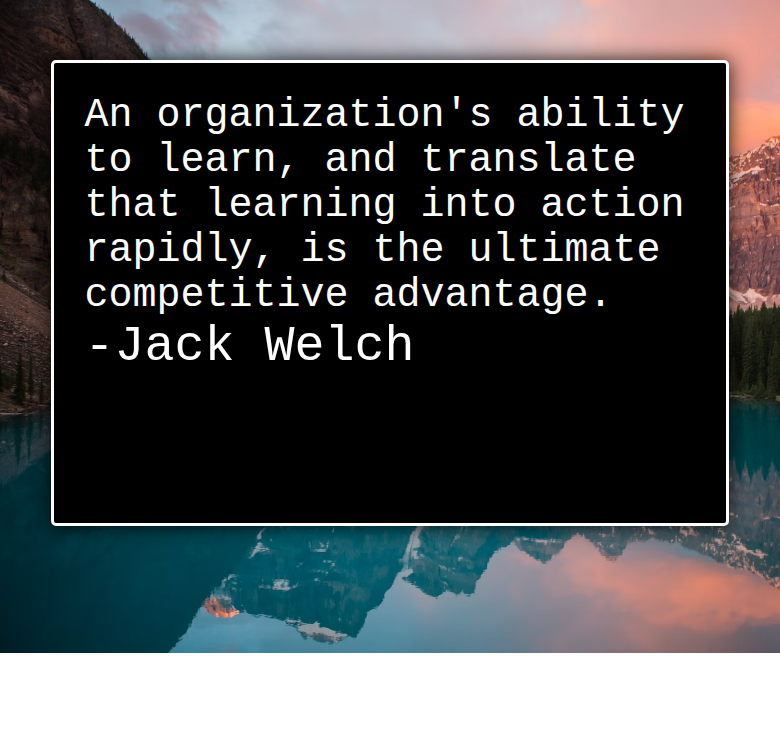 An organization's ability
to learn, and translate
that learning into action
rapidly, is the ultimate
competitive advantage.
-Jack Welch